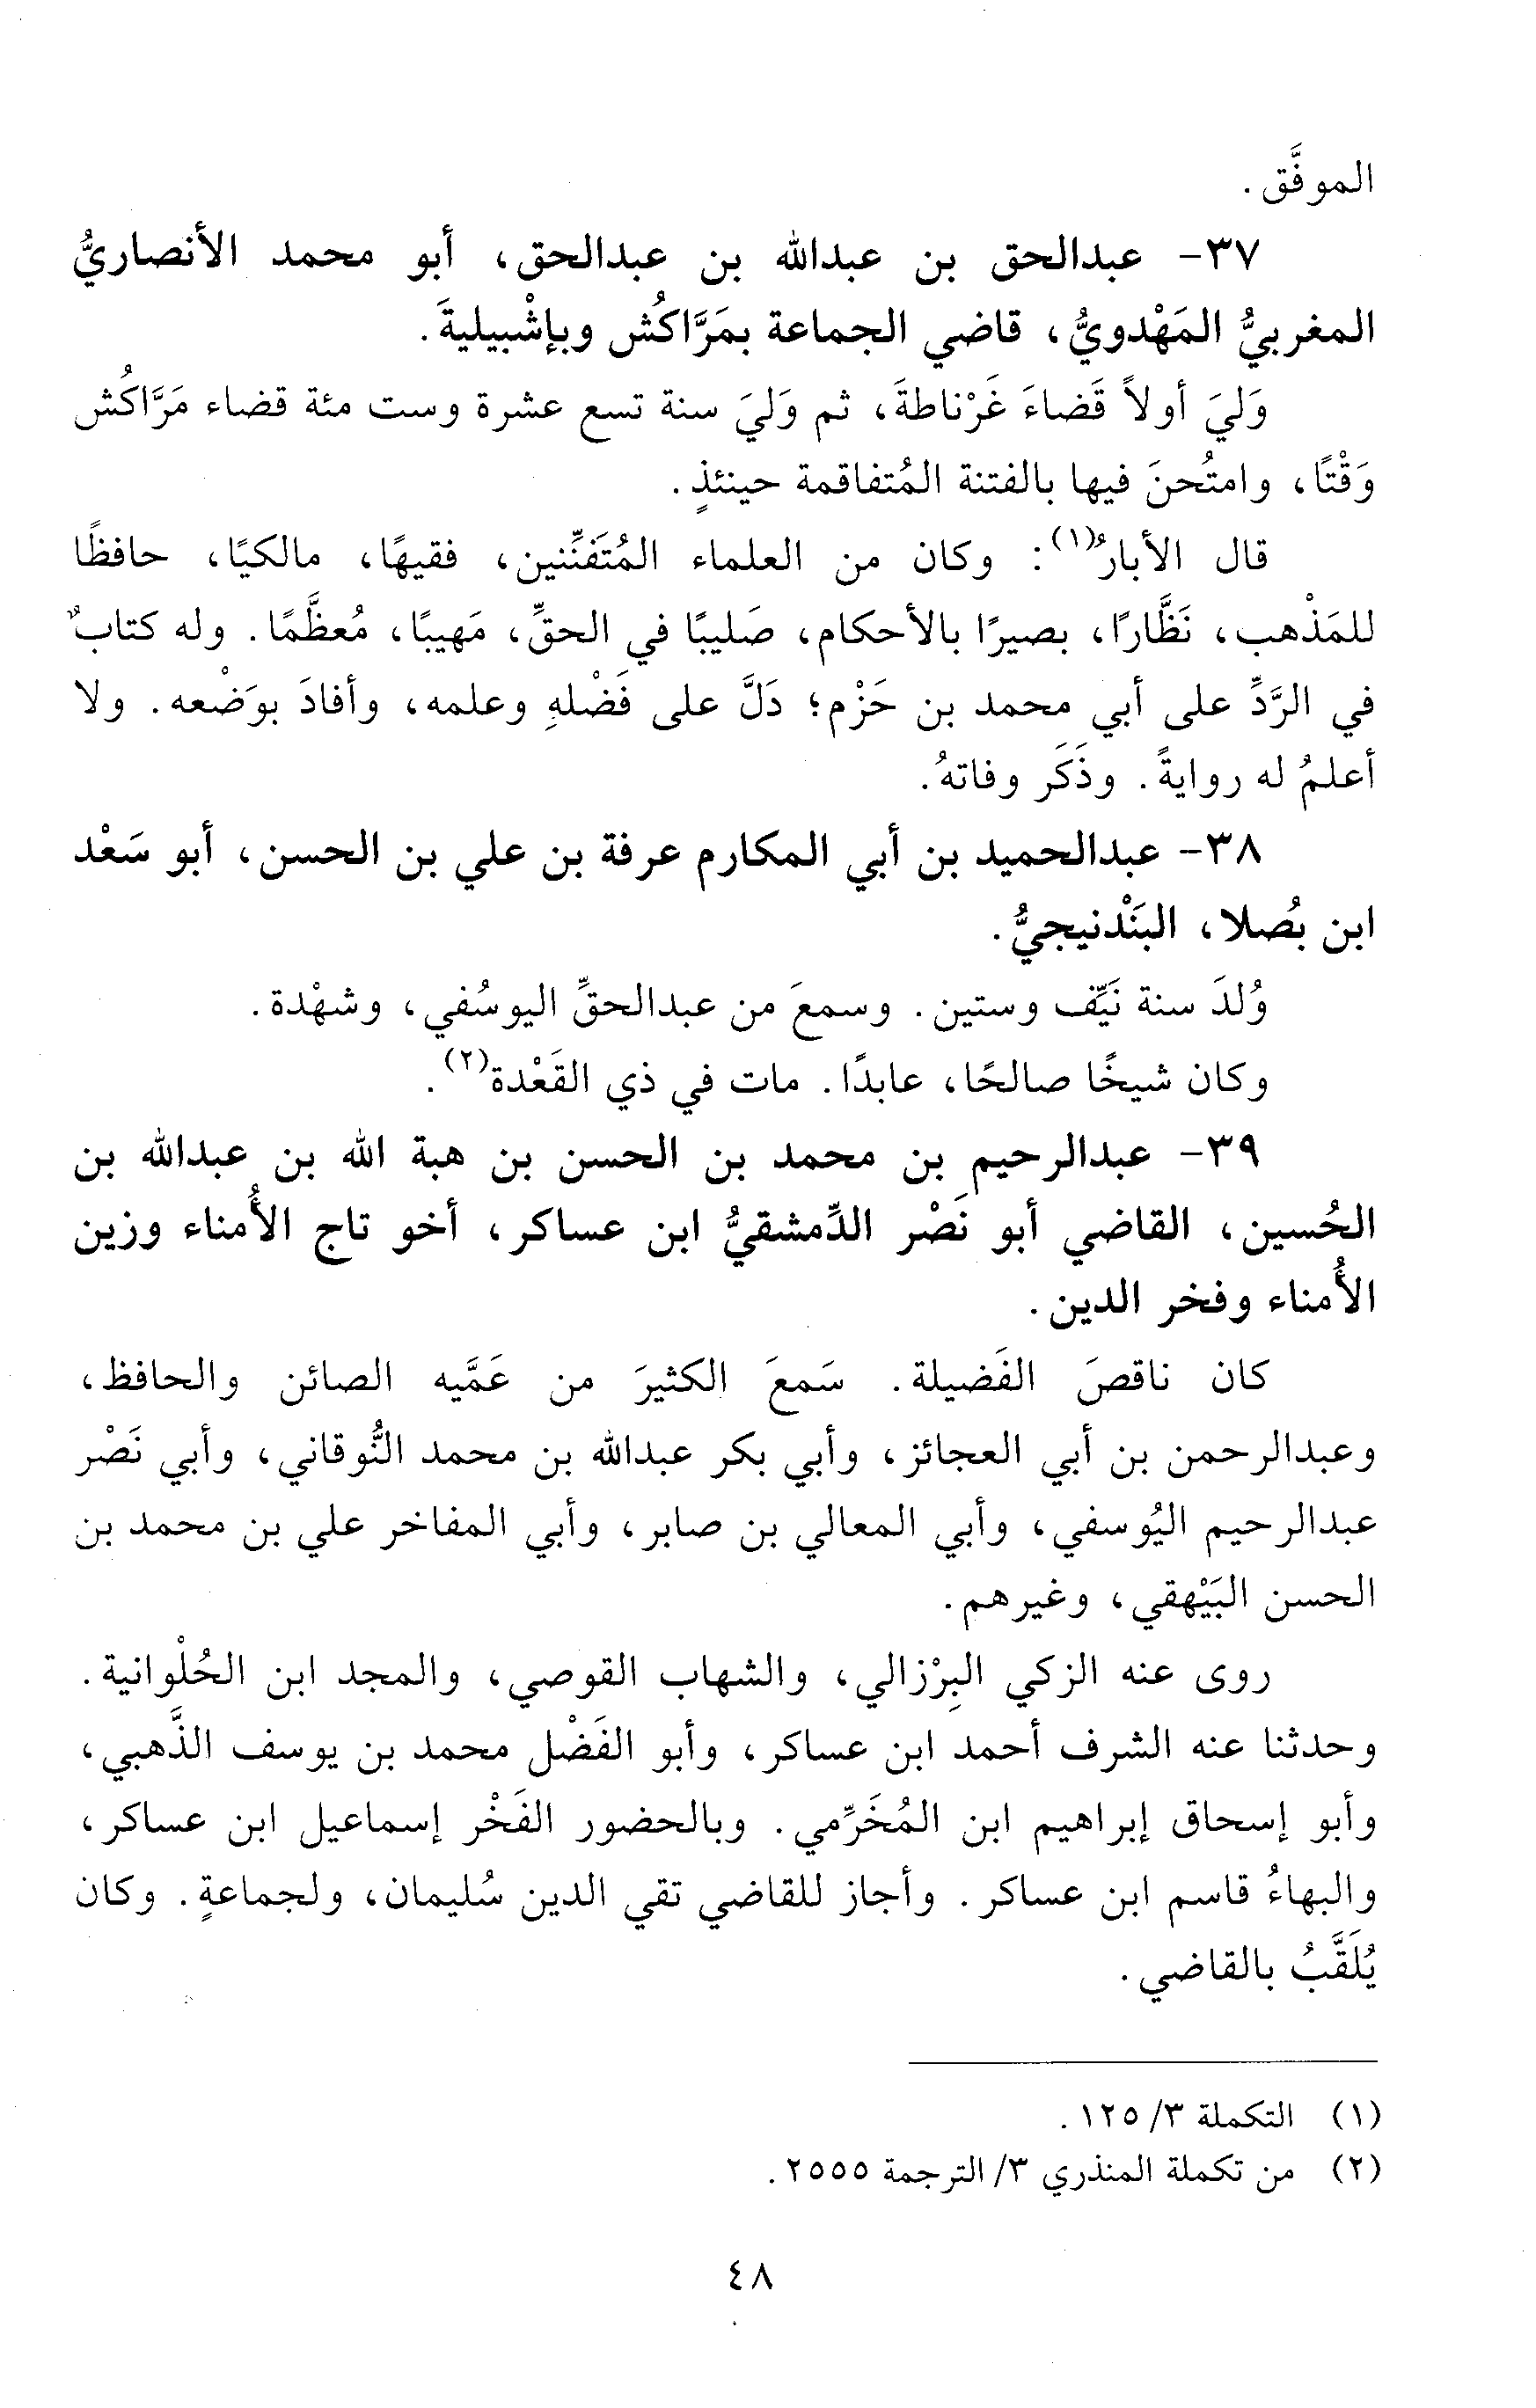 الموفَّق.
٣٧- عبدالحق بن عبدالله بن عبدالحق، أبو محمد الأنصاريُّ
المغربيُّ المَهْدويُّ، قاضي الجماعة بمَرَّاكُش وبإشْبيليةَ.
وَليَ أولاً قَضاءَ غَرْناطةَ، ثم وَليَ سنة تسع عشرة وست مئة قضاء مَرَّاكُش
وَقْتًا، وامتُحنَ فيها بالفتنة المُتفاقمة حينئذٍ.
قال الأبارُ(١): وكان من العلماء المُتَفنِّنين، فقيهًا، مالكيًا، حافظًا
للمَذْهب، نَظَّارًا، بصيرًا بالأحكام، صَليبًا في الحقِّ، مَهيبًا، مُعظَّمًا. وله كتابٌ
في الرَّدِّ على أبي محمد بن حَزْم؛ دَلَّ على فَضْلهِ وعلمه، وأفادَ بوَضْعه. ولا
أعلمُ له روايةً. وذَكَر وفاتهُ.
٣٨- عبدالحميد بن أبي المكارم عرفة بن علي بن الحسن، أبو سَعْد
ابن بُصلا، البَنْدنيجيُّ.
وُلدَ سنة نَيِّف وستين. وسمعَ من عبدالحقِّ اليوسُفي، وشهْدة.
وكان شيخًا صالحًا، عابدًا. مات في ذي القَعْدة(٢).
٣٩- عبدالرحيم بن محمد بن الحسن بن هبة الله بن عبدالله بن
الحُسين، القاضي أبو نَصْر الدِّمشقيُّ ابن عساكر، أخو تاج الأُمناء وزين
الأُمناء وفخر الدين.
كان ناقصَ الفَضيلة. سَمعَ الكثيرَ من عَمَّيه الصائن والحافظ،
وعبدالرحمن بن أبي العجائز، وأبي بكر عبدالله بن محمد النُّوقاني، وأبي نَصْر
عبدالرحيم اليُوسفي، وأبي المعالي بن صابر، وأبي المفاخر علي بن محمد بن
الحسن البَيْهقي، وغيرهم.
روى عنه الزكي البِرْزالي، والشهاب القوصي، والمجد ابن الحُلْوانية.
وحدثنا عنه الشرف أحمد ابن عساكر، وأبو الفَضْل محمد بن يوسف الذَّهبي،
وأبو إسحاق إبراهيم ابن المُخَرِّمي. وبالحضور الفَخْر إسماعيل ابن عساكر،
والبهاءُ قاسم ابن عساكر. وأجاز للقاضي تقي الدين سُليمان، ولجماعةٍ. وكان
يُلَقَّبُ بالقاضي.
(١) التكملة ٣/ ١٢٥.
(٢) من تكملة المنذري ٣/ الترجمة ٢٥٥٥.
٤٨